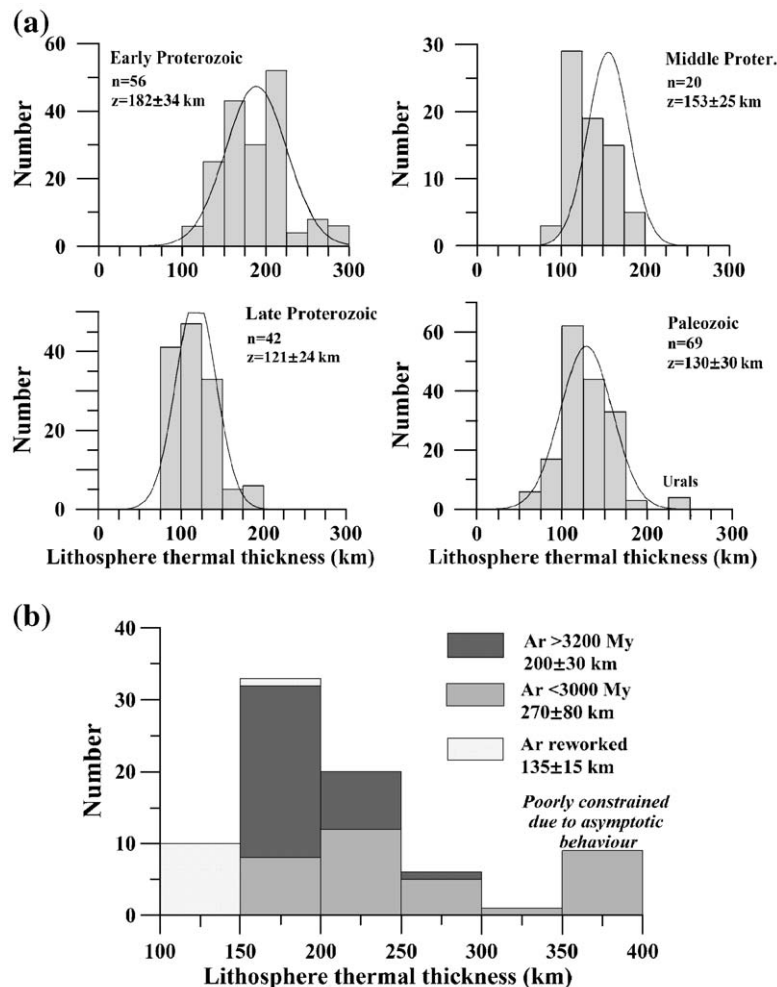 (a)
60
40
20
0
Number
Early Proterozoic
n=56
z=182±34 km
0
100
200
300
30
20
10
0
Number
Middle Proter.
n=20
z=153±25 km
0
100
200
300
40
20
0
Number
Late Proterozoic
n=42
z=121±24 km
0
100
200
300
Lithosphere thermal thickness (km)
60
40
20
0
Number
Paleozoic
n=69
z=130±30 km
Urals
0
100
200
300
Lithosphere thermal thickness (km)
(b)
40
30
20
10
0
Number
Ar >3200 My
200±30 km
Ar <3000 My
270±80 km
Ar reworked
135±15 km
Poorly constrained
due to asymptotic
behaviour
100
150
200
250
300
350
400
Lithosphere thermal thickness (km)